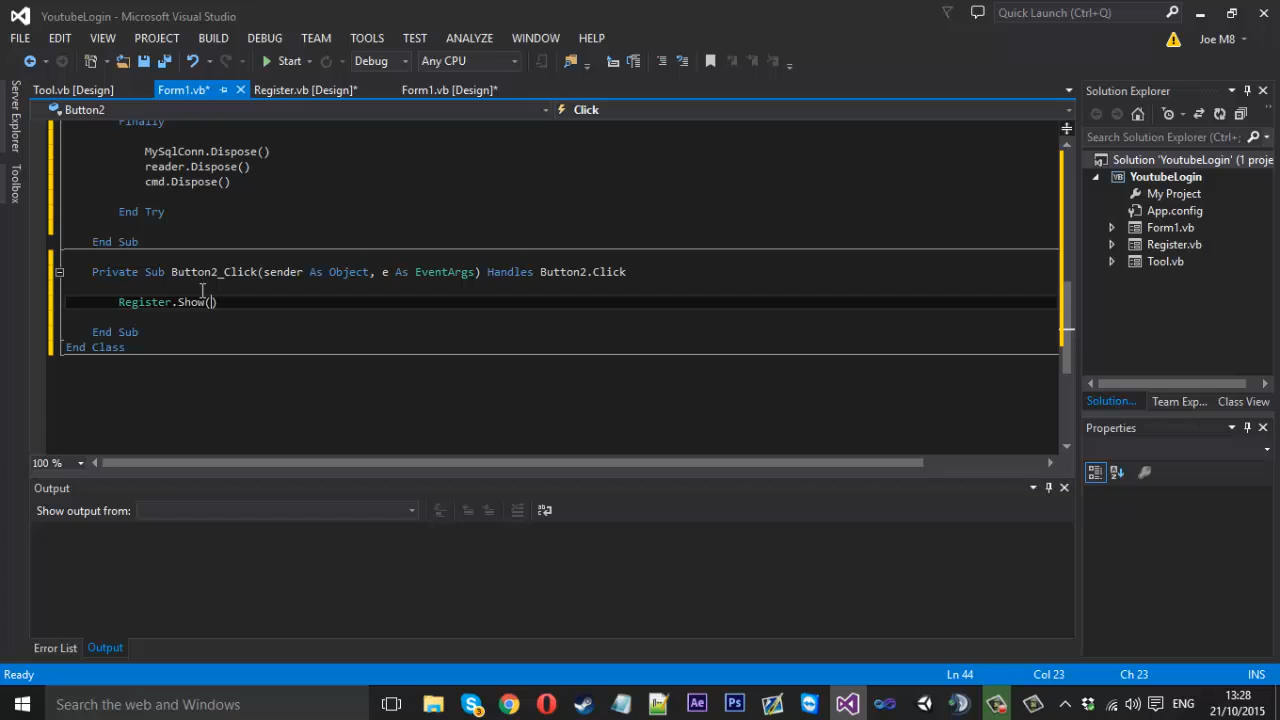 YoutubeLogin - Microsoft Visual Studio
Quick Launch (Ctrl+Q)
FILE EDIT VIEW PROJECT BUILD DEBUG TEAM TOOLS TEST ANALYZE WINDOW HELP
Joe M8
Start Debug Any CPU
Server Explorer
Toolbox
Tool.vb [Design] Form1.vb* Register.vb [Design]* Form1.vb [Design]*
Button2 Click
Finally
MySqlConn.Dispose()
reader.Dispose()
cmd.Dispose()
End Try
End Sub
Private Sub Button2_Click(sender As Object, e As EventArgs) Handles Button2.Click
Register.Show()
End Sub
End Class
100 %
Output
Show output from:
Error List Output
Solution Explorer
Search Solution Explorer (Ctrl+;
Solution 'YoutubeLogin' (1 proje
YoutubeLogin
My Project
App.config
Form1.vb
Register.vb
Tool.vb
Solution... Team Exp... Class View
Properties
Ready Ln 44 Col 23 Ch 23 INS
Search the web and Windows
3
Ae Ps
ENG
13:28
21/10/2015